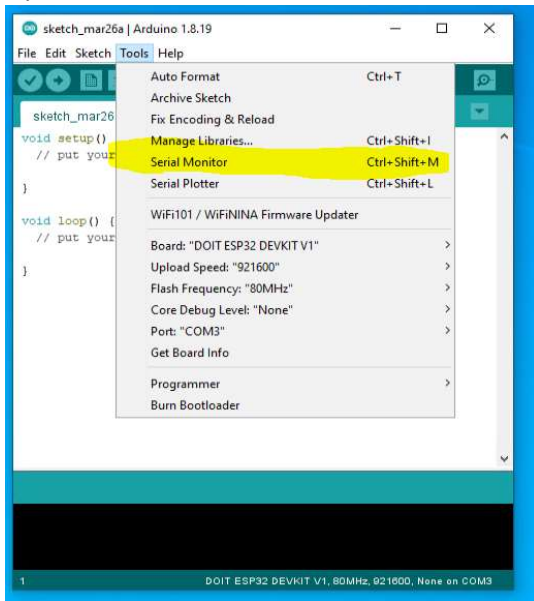 sketch_mar26a | Arduino 1.8.19
File Edit Sketch Tools Help
sketch_mar26
void setup()
// put your
}
void loop() {
// put your
}
Auto Format Ctrl+T
Archive Sketch
Fix Encoding & Reload
Manage Libraries... Ctrl+Shift+I
Serial Monitor Ctrl+Shift+M
Serial Plotter Ctrl+Shift+L
WiFi101 / WiFiNINA Firmware Updater
Board: "DOIT ESP32 DEVKIT V1"
Upload Speed: "921600"
Flash Frequency: "80MHz"
Core Debug Level: "None"
Port: "COM3"
Get Board Info
Programmer
Burn Bootloader
1 DOIT ESP32 DEVKIT V1, 80MHz, 921600, None on COM3